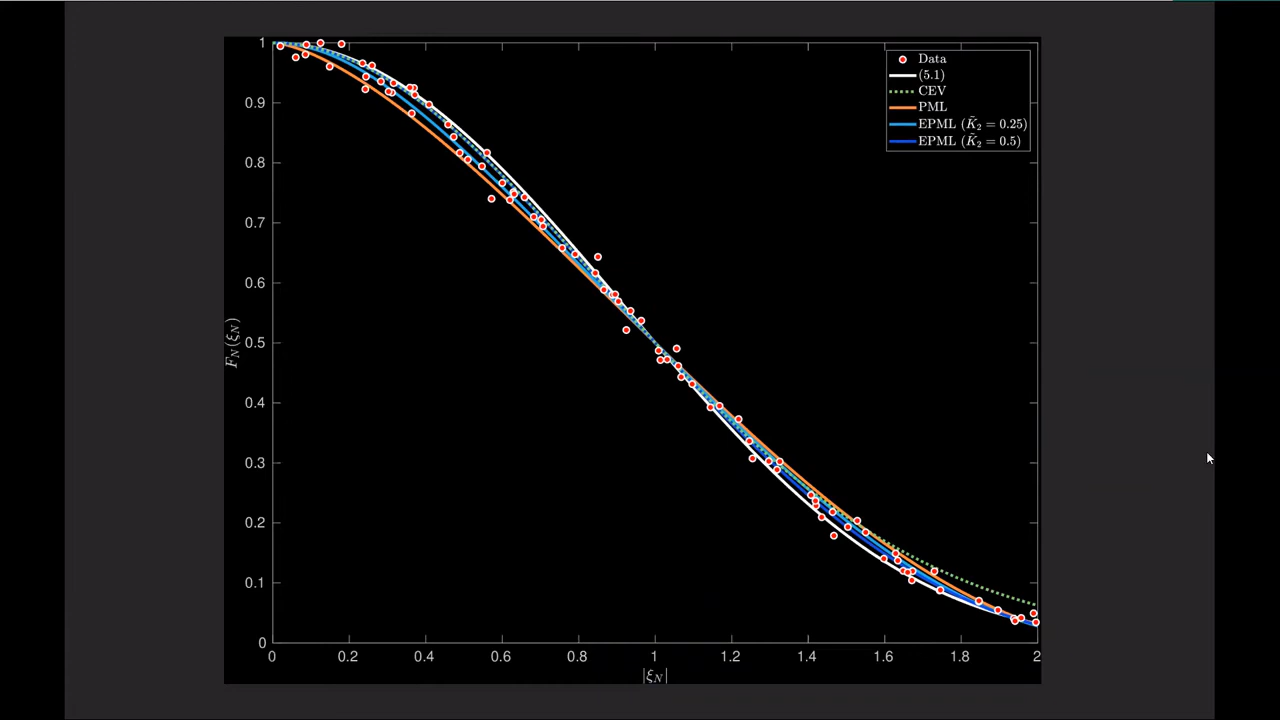 1
0.9
0.8
0.7
0.6
0.5
0.4
0.3
0.2
0.1
0
F_N(ξ_N)
Data
(5.1)
CEV
PML
EPML (K̃₂ = 0.25)
EPML (K̃₂ = 0.5)
0 0.2 0.4 0.6 0.8 1 1.2 1.4 1.6 1.8 2
|ξ_N|